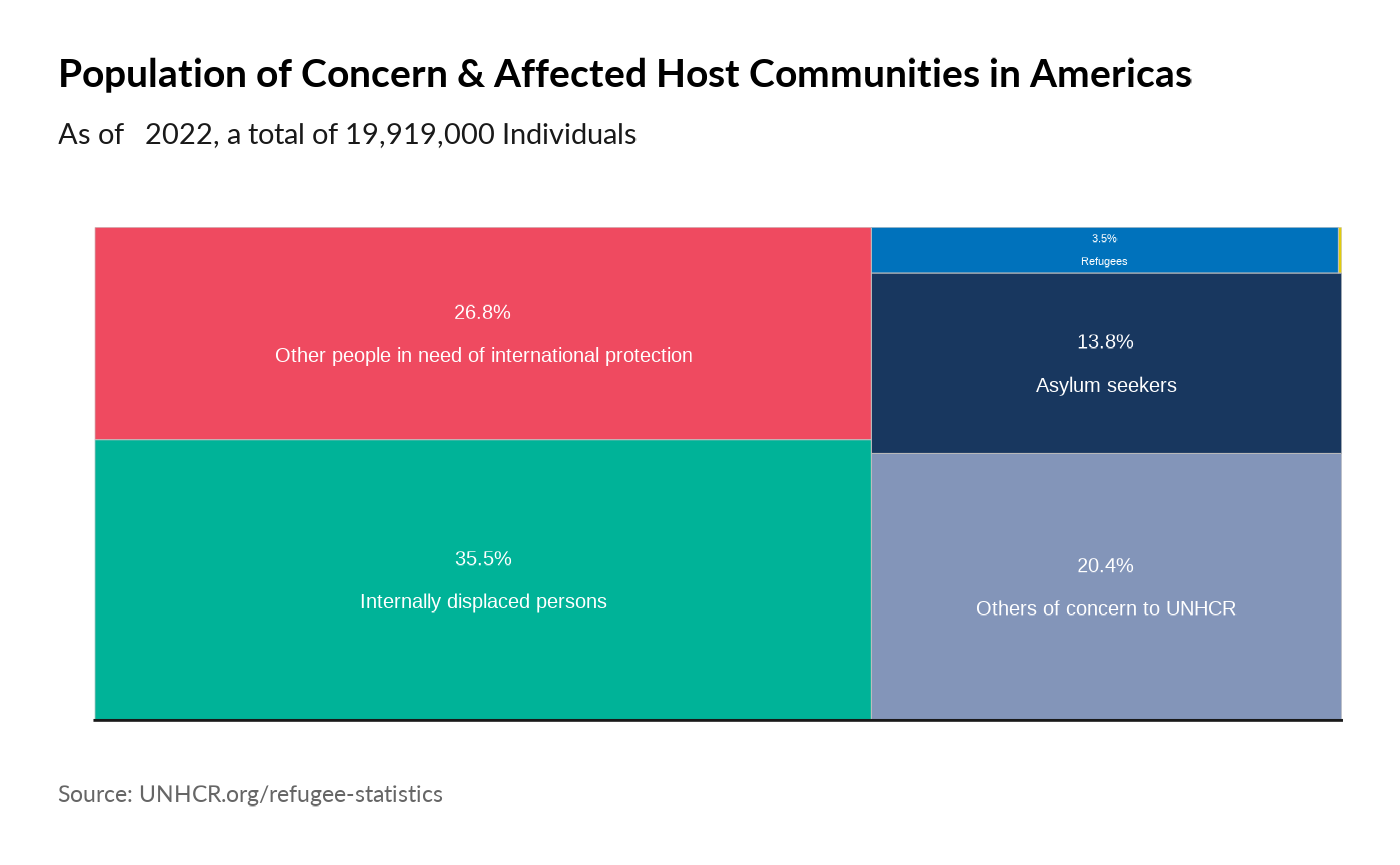 Population of Concern & Affected Host Communities in Americas
As of   2022, a total of 19,919,000 Individuals
26.8%
Other people in need of international protection
3.5%
Refugees
13.8%
Asylum seekers
35.5%
Internally displaced persons
20.4%
Others of concern to UNHCR
Source: UNHCR.org/refugee-statistics